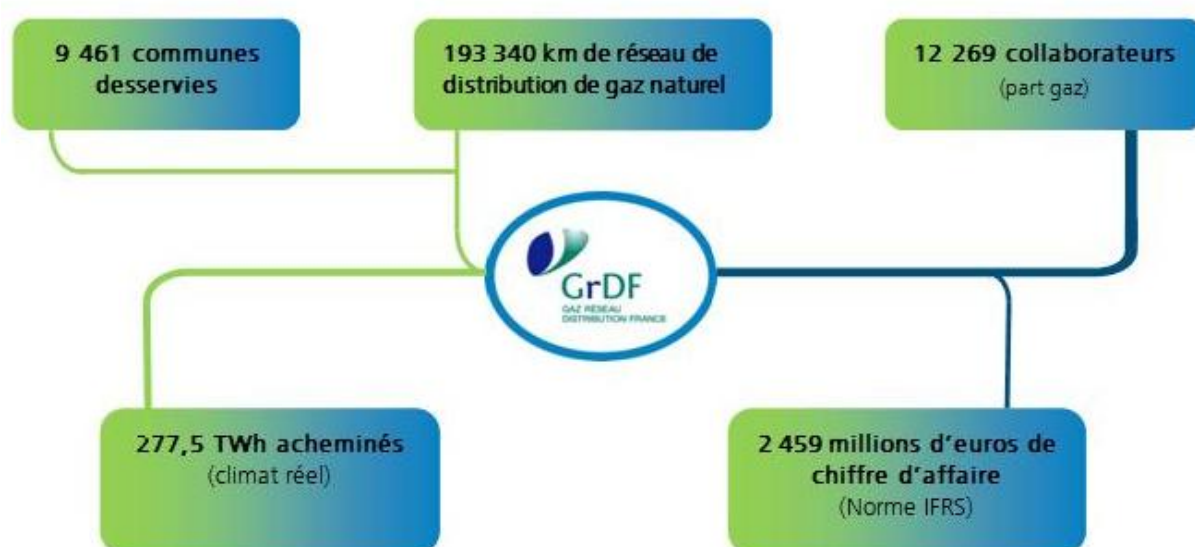 9 461 communes
desservies
193 340 km de réseau de
distribution de gaz naturel
12 269 collaborateurs
(part gaz)
GrDF
GAZ RÉSEAU
DISTRIBUTION FRANCE
277,5 TWh acheminés
(climat réel)
2 459 millions d'euros de
chiffre d'affaire
(Norme IFRS)